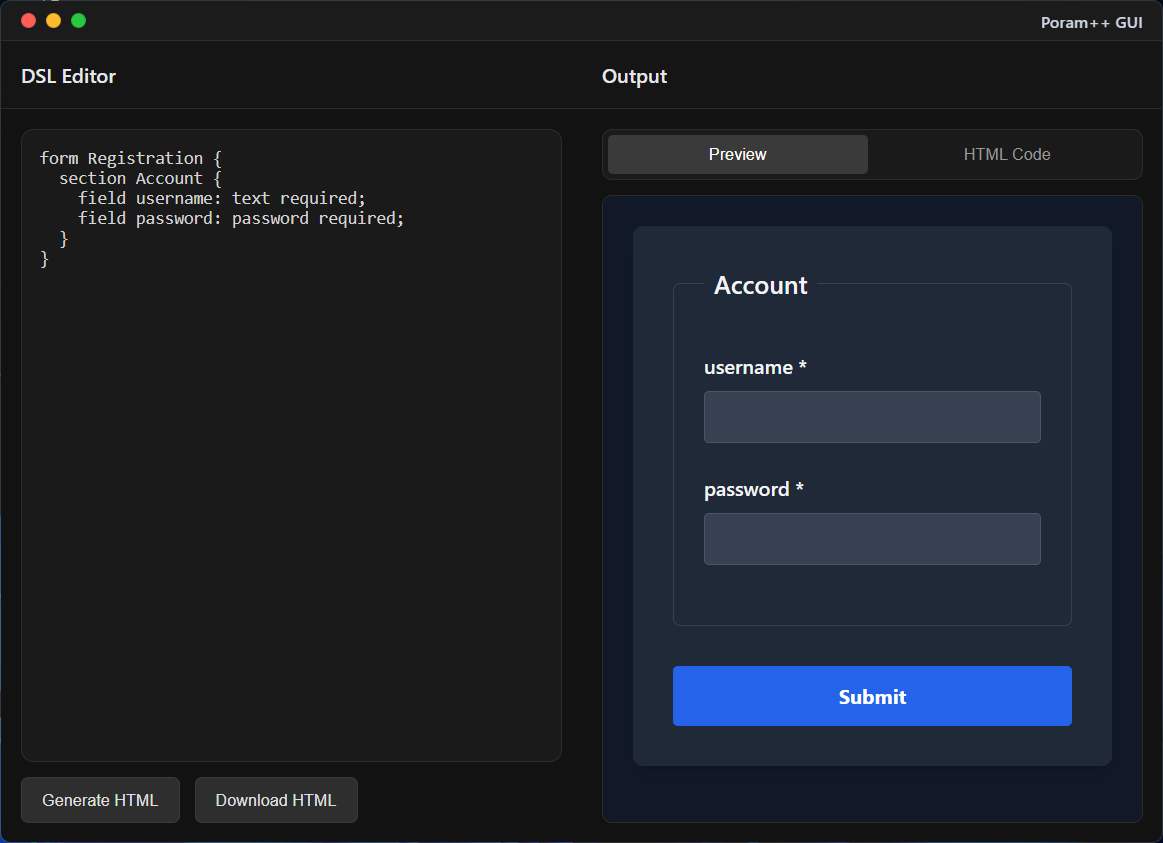 Poram++ GUI
DSL Editor
Output
form Registration {
  section Account {
    field username: text required;
    field password: password required;
  }
}
Preview
HTML Code
Account
username *
password *
Submit
Generate HTML
Download HTML